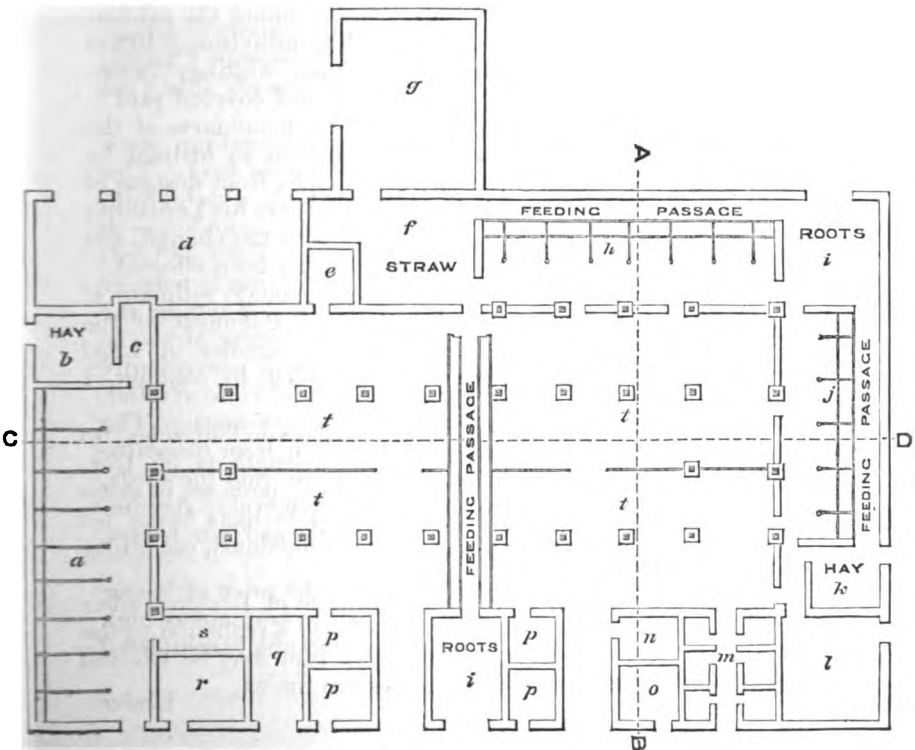 g
A
FEEDING PASSAGE
f
d
h
ROOTS
i
e
STRAW
HAY
b
c
j
FEEDING PASSAGE
t
t
C
D
FEEDING PASSAGE
t
t
a
HAY
k
s
p
n
ROOTS
p
q
m
l
i
r
p
p
o
B